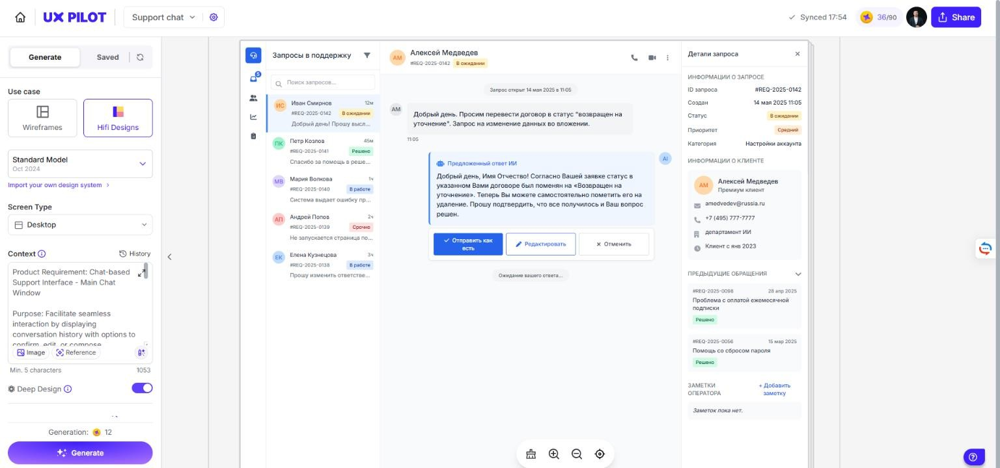 UX PILOT
Support chat
Synced 17:54
36/90
Share
Generate
Saved
Use case
Wireframes
Hifi Designs
Standard Model
Oct 2024
Import your own design system
Screen Type
Desktop
Context
History
Product Requirement: Chat-based
Support Interface - Main Chat
Window
Purpose: Facilitate seamless
interaction by displaying
conversation history with options to
confirm, edit, or compose
Image
Reference
Min. 5 characters
1053
Deep Design
Generation:
12
Generate
5
Запросы в поддержку
Поиск запросов...
ИС
Иван Смирнов
12м
#REQ-2025-0142
В ожидании
Добрый день! Прошу высл...
ПК
Петр Козлов
45м
#REQ-2025-0141
Решено
Спасибо за помощь в реше...
МВ
Мария Волкова
1ч
#REQ-2025-0140
В работе
Система выдает ошибку пр...
АП
Андрей Попов
2ч
#REQ-2025-0139
Срочно
Не запускается страница по...
ЕК
Елена Кузнецова
3ч
#REQ-2025-0138
В работе
Прошу изменить ответстве...
АМ
Алексей Медведев
#REQ-2025-0142
В ожидании
Запрос открыт 14 мая 2025 в 11:05
АМ
Добрый день. Просим перевести договор в статус "возвращен на
уточнение". Запрос на изменение данных во вложении.
11:05
Предложенный ответ ИИ
AI
Добрый день, Имя Отчество! Согласно Вашей заявке статус в
указанном Вами договоре был поменян на «Возвращен на
уточнение». Теперь Вы можете самостоятельно пометить его на
удаление. Прошу подтвердить, что все получилось и Ваш вопрос
решен.
Отправить как
есть
Редактировать
Отменить
Ожидание вашего ответа...
Детали запроса
ИНФОРМАЦИИ О ЗАПРОСЕ
ID запроса
#REQ-2025-0142
Создан
14 мая 2025 11:05
Статус
В ожидании
Приоритет
Средний
Категория
Настройки аккаунта
ИНФОРМАЦИИ О КЛИЕНТЕ
АМ
Алексей Медведев
Премиум клиент
amedvedev@russia.ru
+7 (495) 777-7777
департамент ИИ
Клиент с янв 2023
ПРЕДЫДУЩИЕ ОБРАЩЕНИЯ
#REQ-2025-0098
28 апр 2025
Проблема с оплатой ежемесячной
подписки
Решено
#REQ-2025-0056
15 мар 2025
Помощь со сбросом пароля
Решено
ЗАМЕТКИ
ОПЕРАТОРА
+ Добавить
заметку
Заметок пока нет.